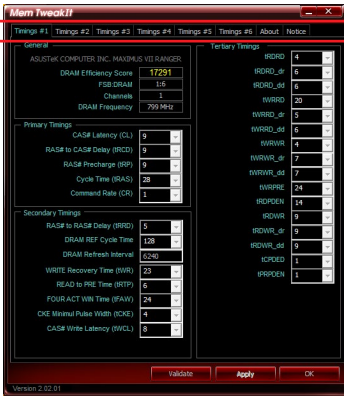 Mem TweakIt
Timings #1 Timings #2 Timings #3 Timings #4 Timings #5 Timings #6 About Notice
General
ASUSTeK COMPUTER INC. MAXIMUS VII RANGER
DRAM Efficiency Score 17291
FSB:DRAM 1:6
Channels 1
DRAM Frequency 799 MHz
Primary Timings
CAS# Latency (CL) 9
RAS# to CAS# Delay (tRCD) 9
RAS# Precharge (tRP) 9
Cycle Time (tRAS) 28
Command Rate (CR) 1
Secondary Timings
RAS# to RAS# Delay (tRRD) 5
DRAM REF Cycle Time 128
DRAM Refresh Interval 6240
WRITE Recovery Time (tWR) 23
READ to PRE Time (tRTP) 6
FOUR ACT WIN Time (tFAW) 24
CKE Minimul Pulse Width (tCKE) 4
CAS# Write Latency (tWCL) 8
Tertiary Timings
tRDRD 4
tRDRD_dr 6
tRDRD_dd 6
tWRRD 20
tWRRD_dr 5
tWRRD_dd 6
tWRWR 4
tWRWR_dr 7
tWRWR_dd 7
tWRPRE 24
tRDPDEN 14
tRDWR 9
tRDWR_dr 9
tRDWR_dd 9
tCPDED 1
tPRPDEN 1
Validate Apply OK
Version 2.02.01